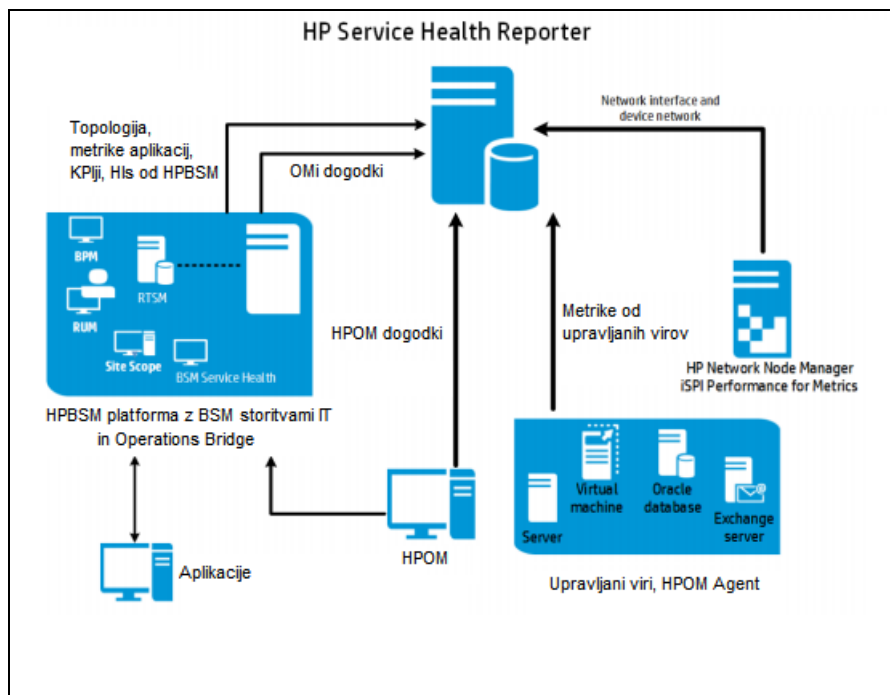 HP Service Health Reporter
Network interface and
device network
Topologija,
metrike aplikacij,
KPIji, HIs od HPBSM
OMi dogodki
BPM
RTSM
RUM
Site Scope
BSM Service Health
HPOM dogodki
Metrike od
upravljanih virov
HP Network Node Manager
iSPI Performance for Metrics
HPBSM platforma z BSM storitvami IT
in Operations Bridge
Virtual
machine
Oracle
database
Exchange
server
Server
HPOM
Aplikacije
Upravljani viri, HPOM Agent